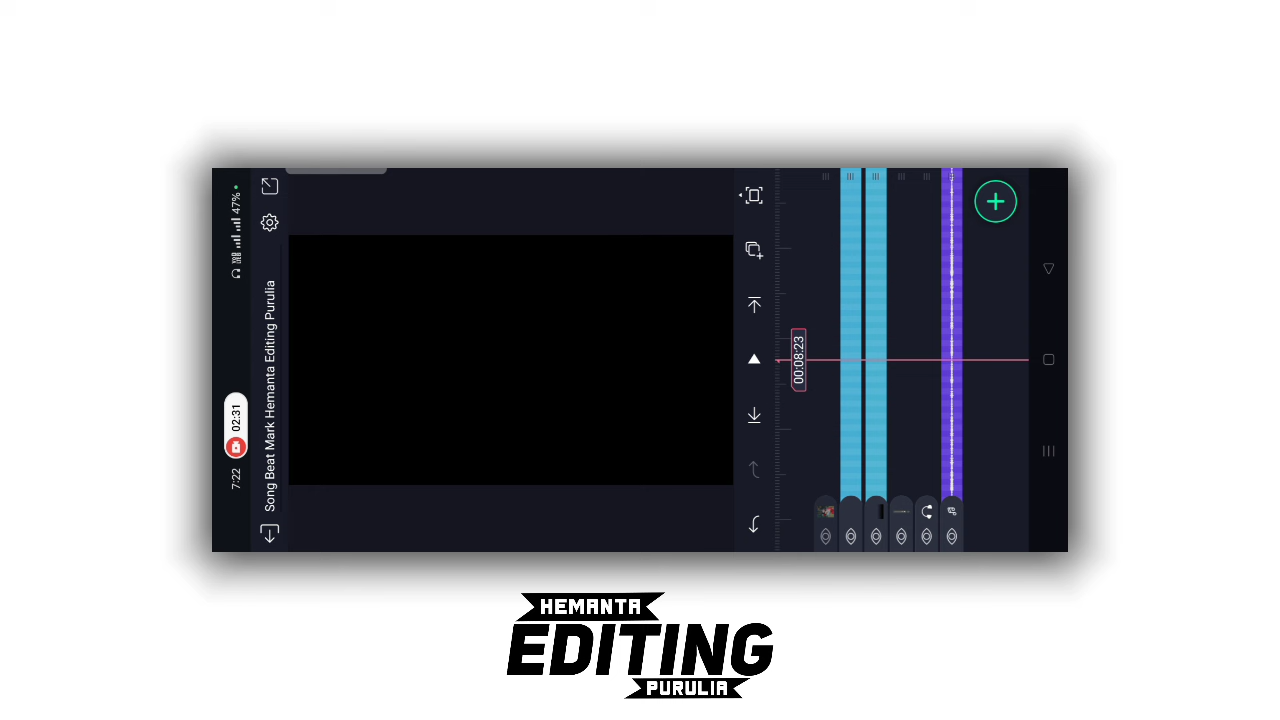 7:22
02:31
47%
Song Beat Mark Hemanta Editing Purulia
00:08:23
HEMANTA
EDITING
PURULIA